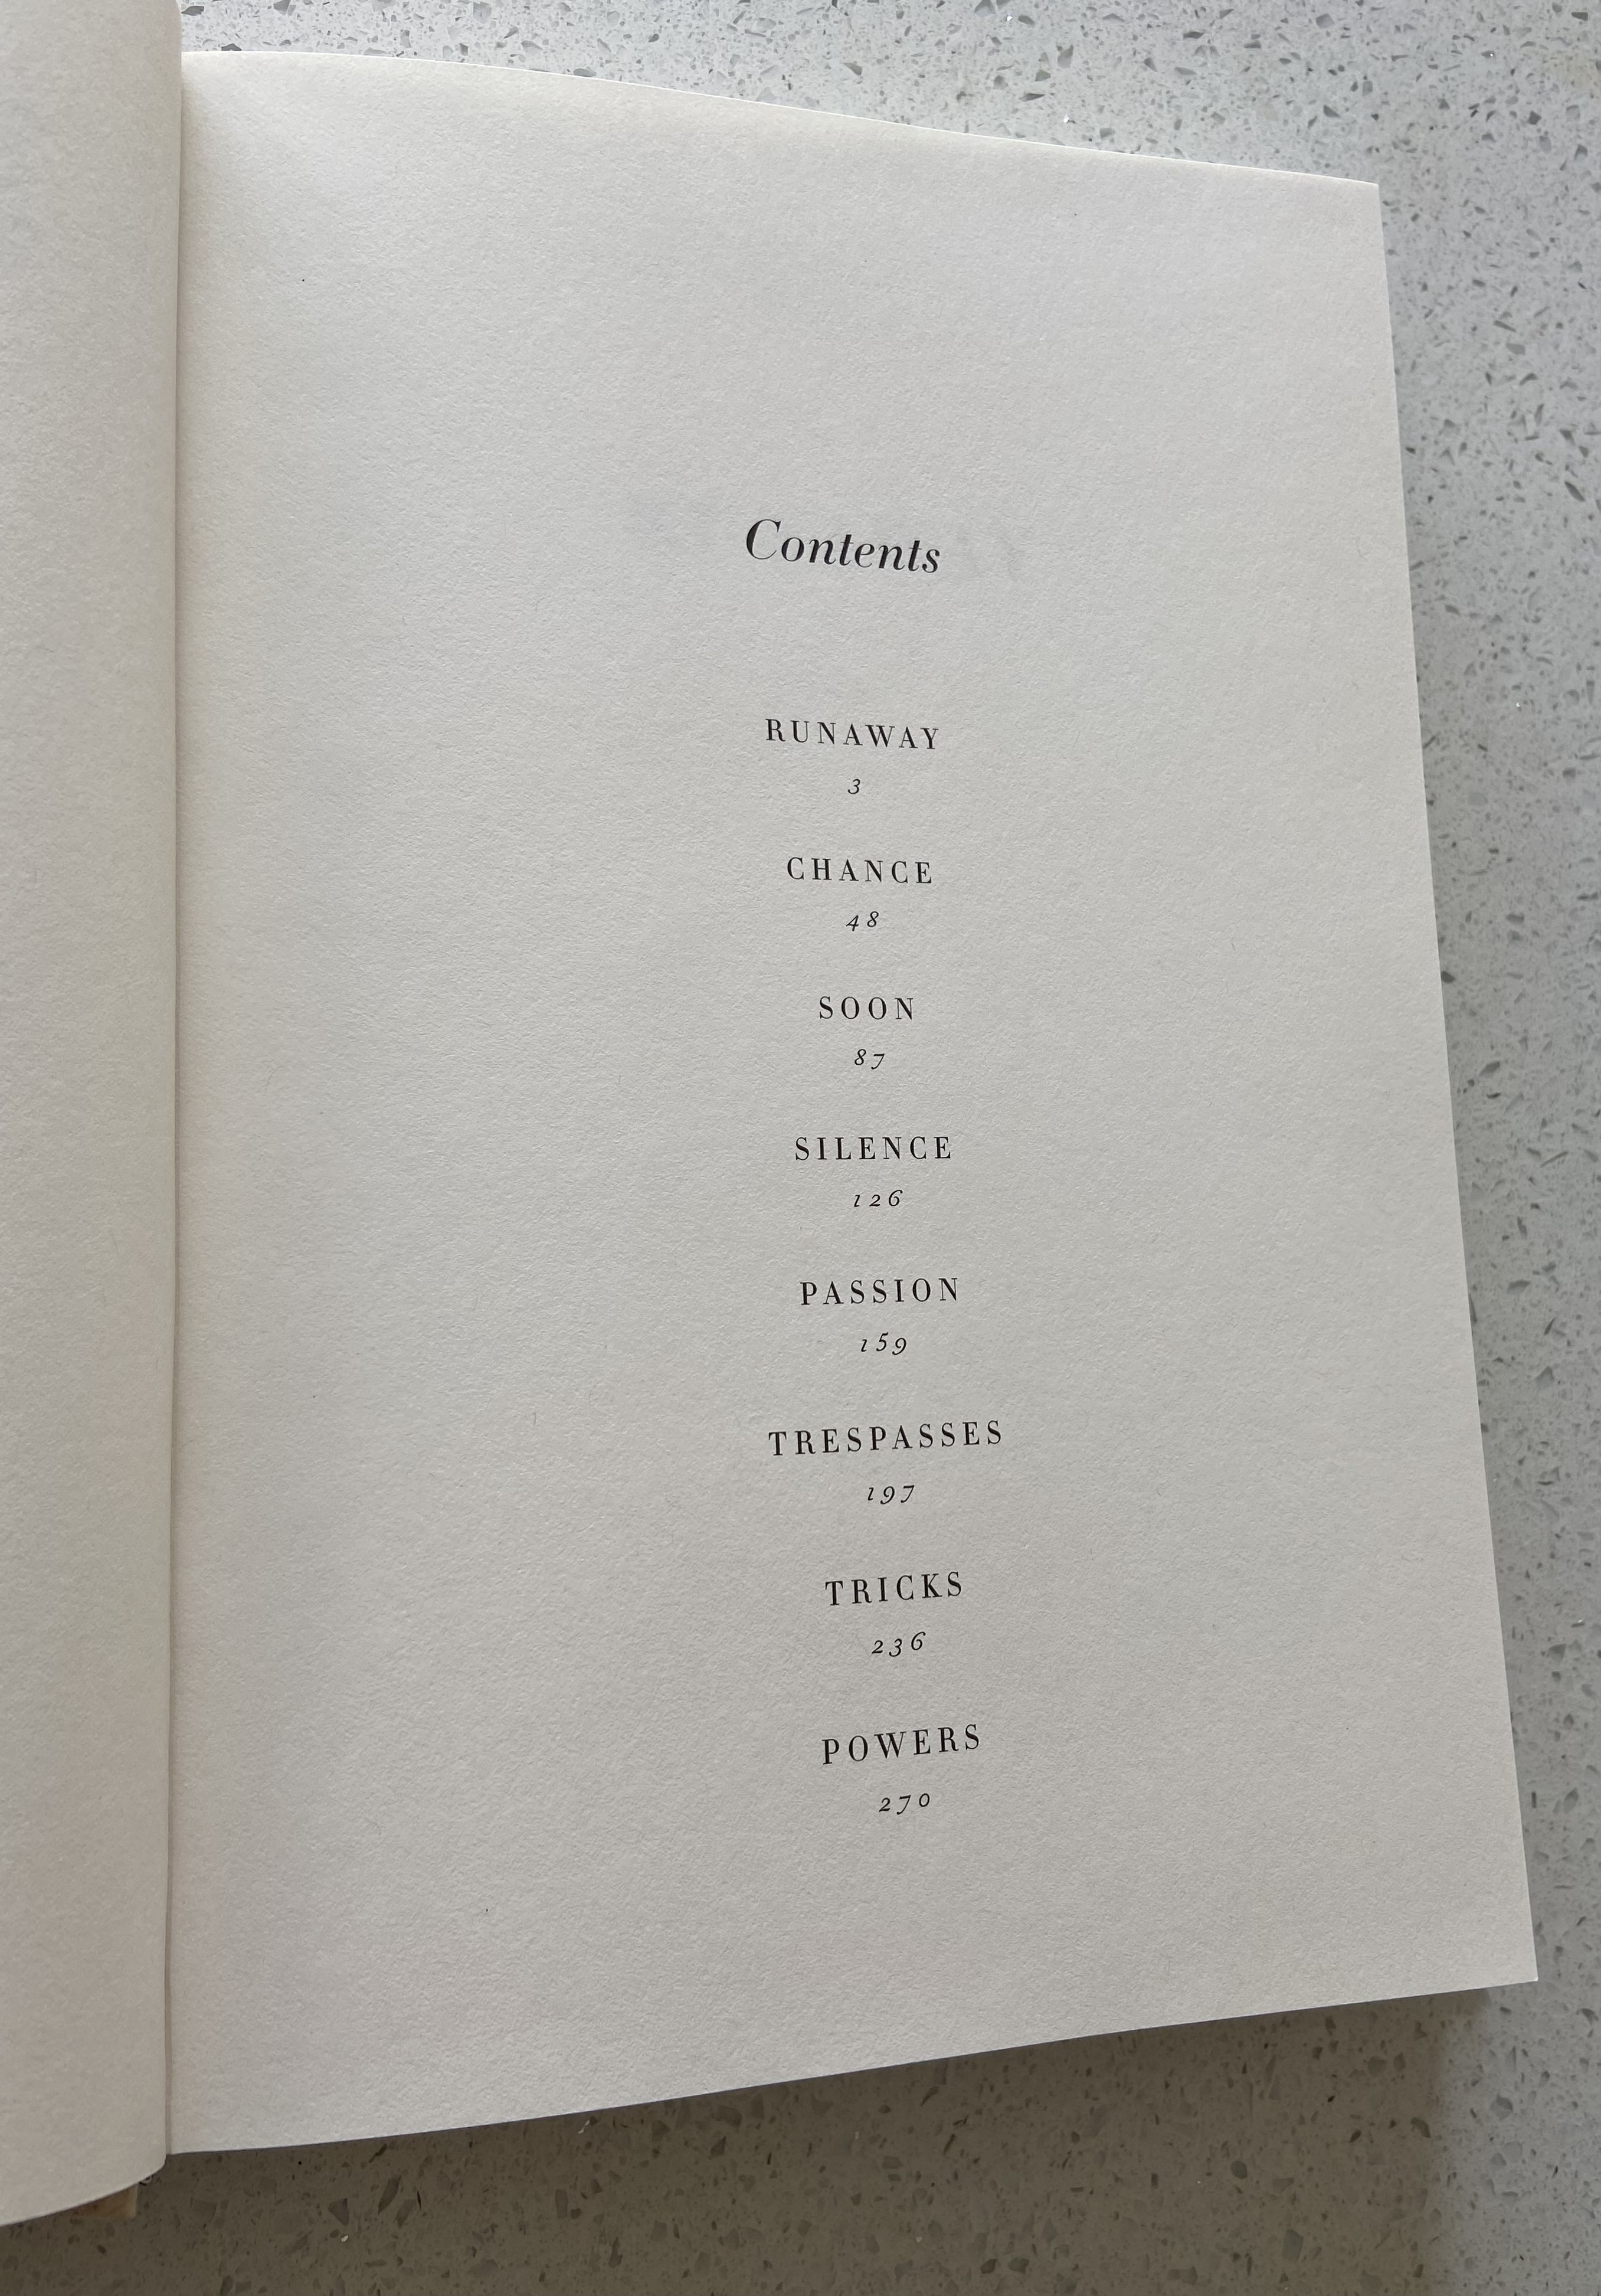 Contents
RUNAWAY
3
CHANCE
48
SOON
87
SILENCE
126
PASSION
159
TRESPASSES
197
TRICKS
236
POWERS
270